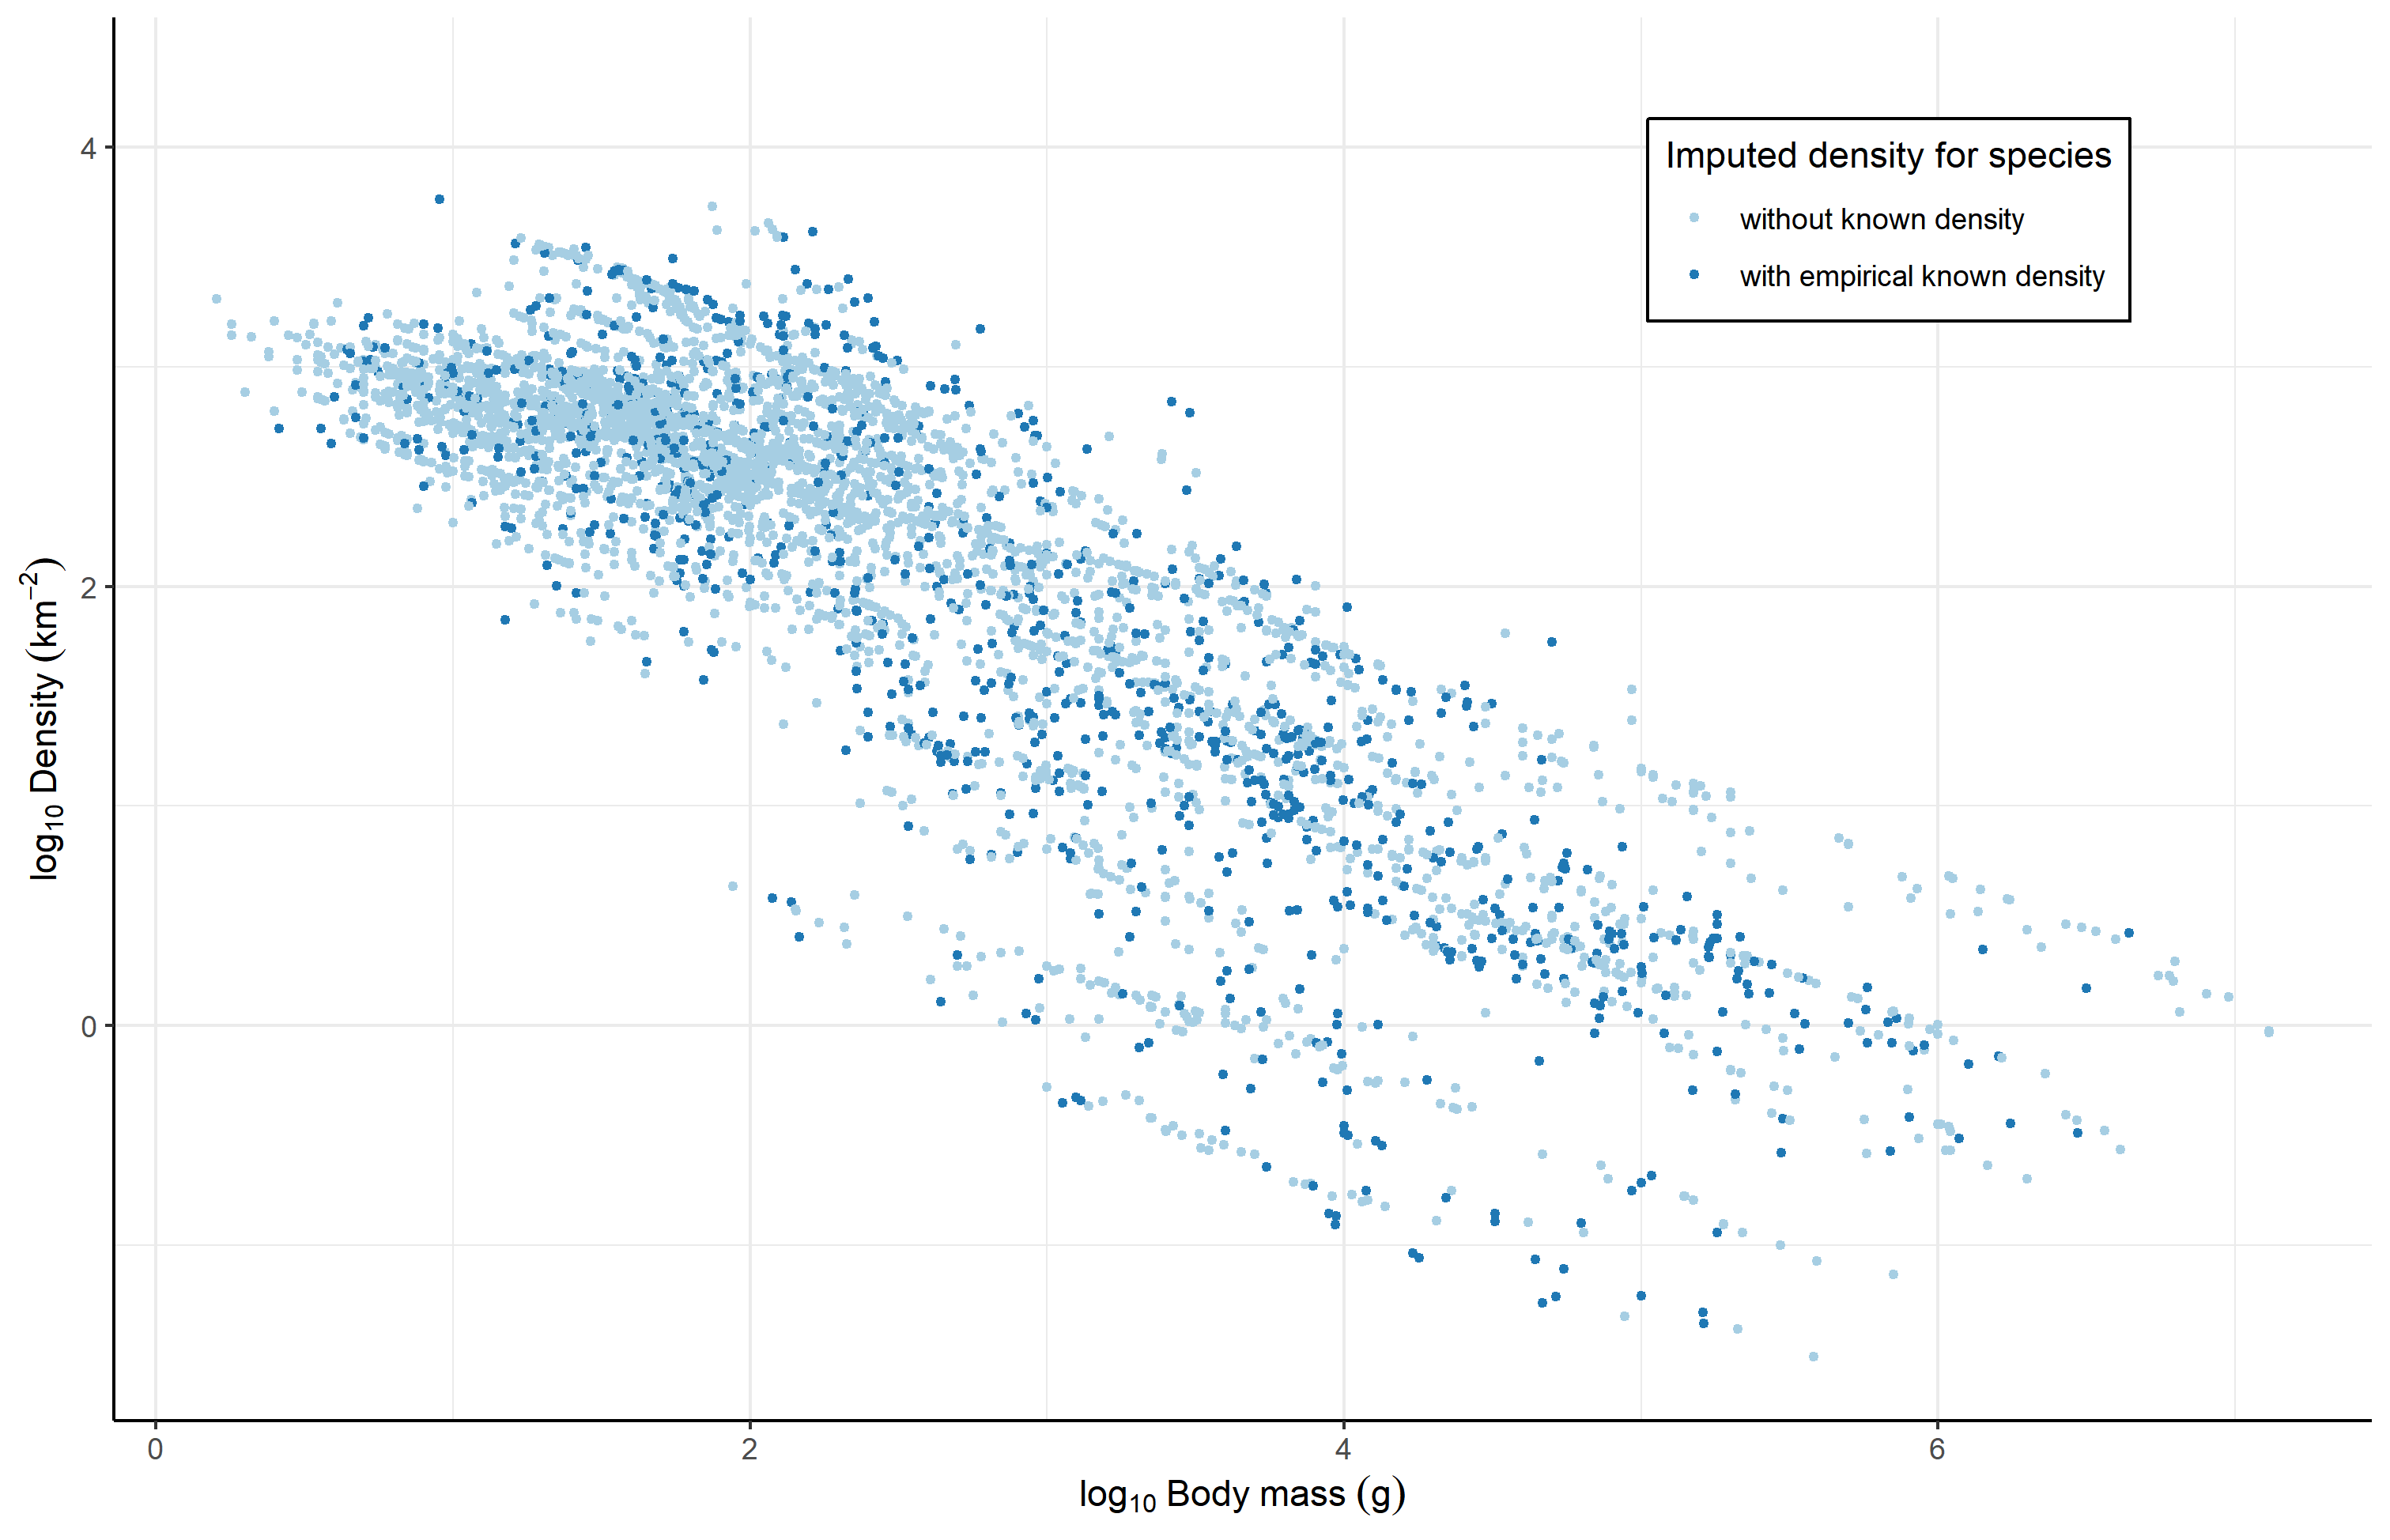 4
2
0
log10 Density (km−2)
Imputed density for species
without known density
with empirical known density
0 2 4 6
log10 Body mass (g)